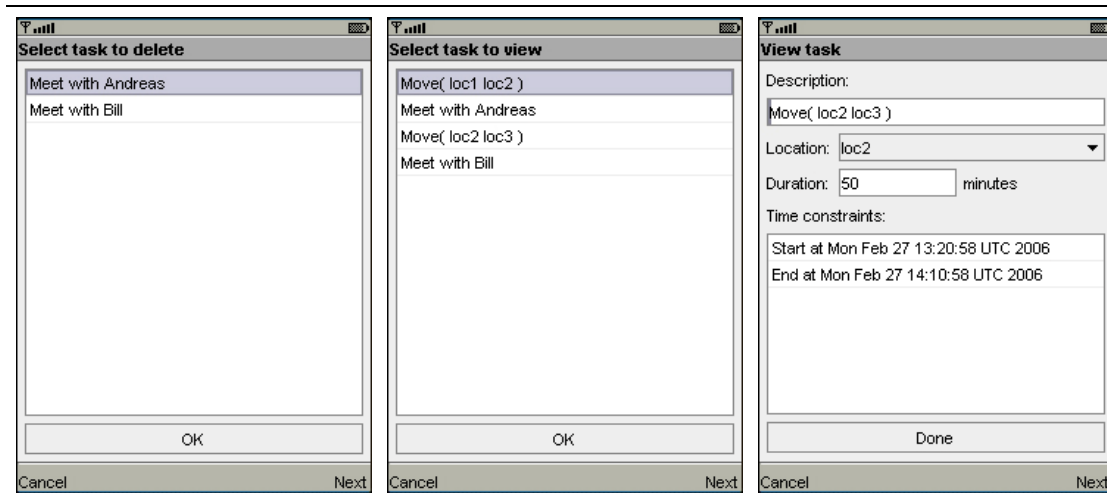 Select task to delete
Meet with Andreas
Meet with Bill
OK
Cancel Next
Select task to view
Move( loc1 loc2 )
Meet with Andreas
Move( loc2 loc3 )
Meet with Bill
OK
Cancel Next
View task
Description:
Move( loc2 loc3 )
Location: loc2
Duration: 50 minutes
Time constraints:
Start at Mon Feb 27 13:20:58 UTC 2006
End at Mon Feb 27 14:10:58 UTC 2006
Done
Cancel Next